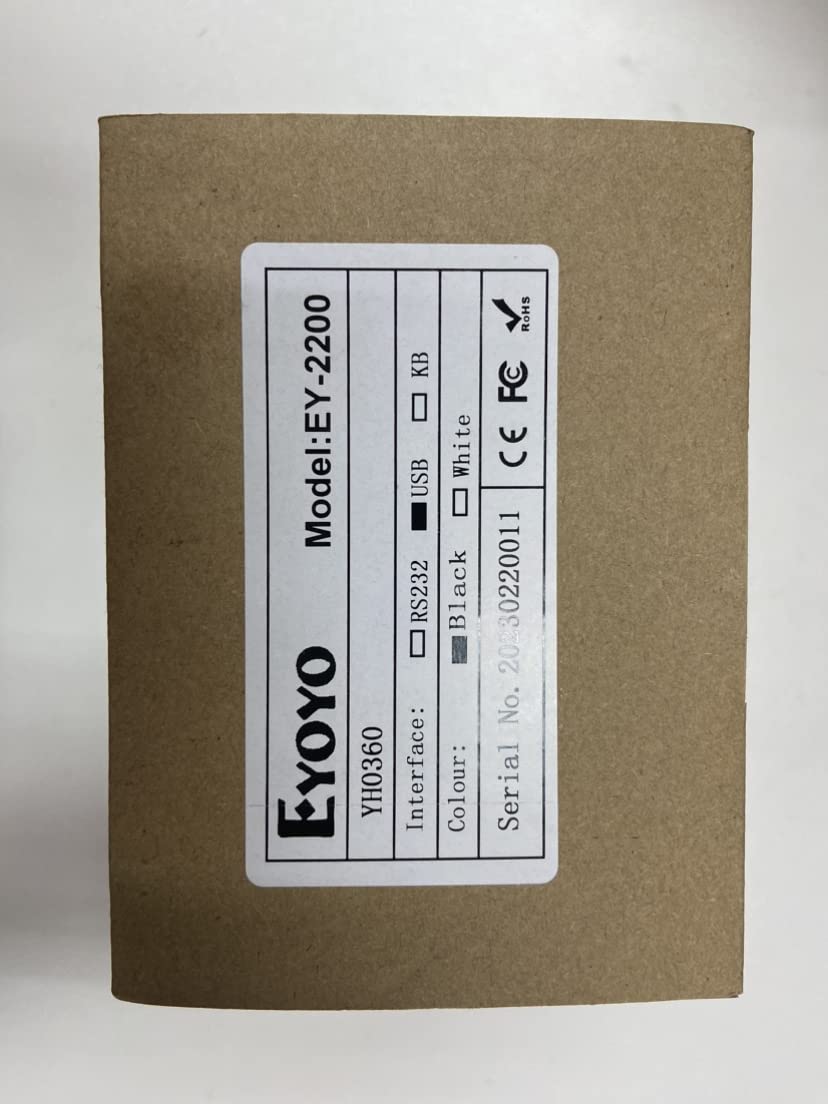 EYOYO Model:EY-2200
YH0360
Interface: □RS232 ■USB □ KB
Colour: ■Black □White
Serial No. 20230220011 CE FC RoHS